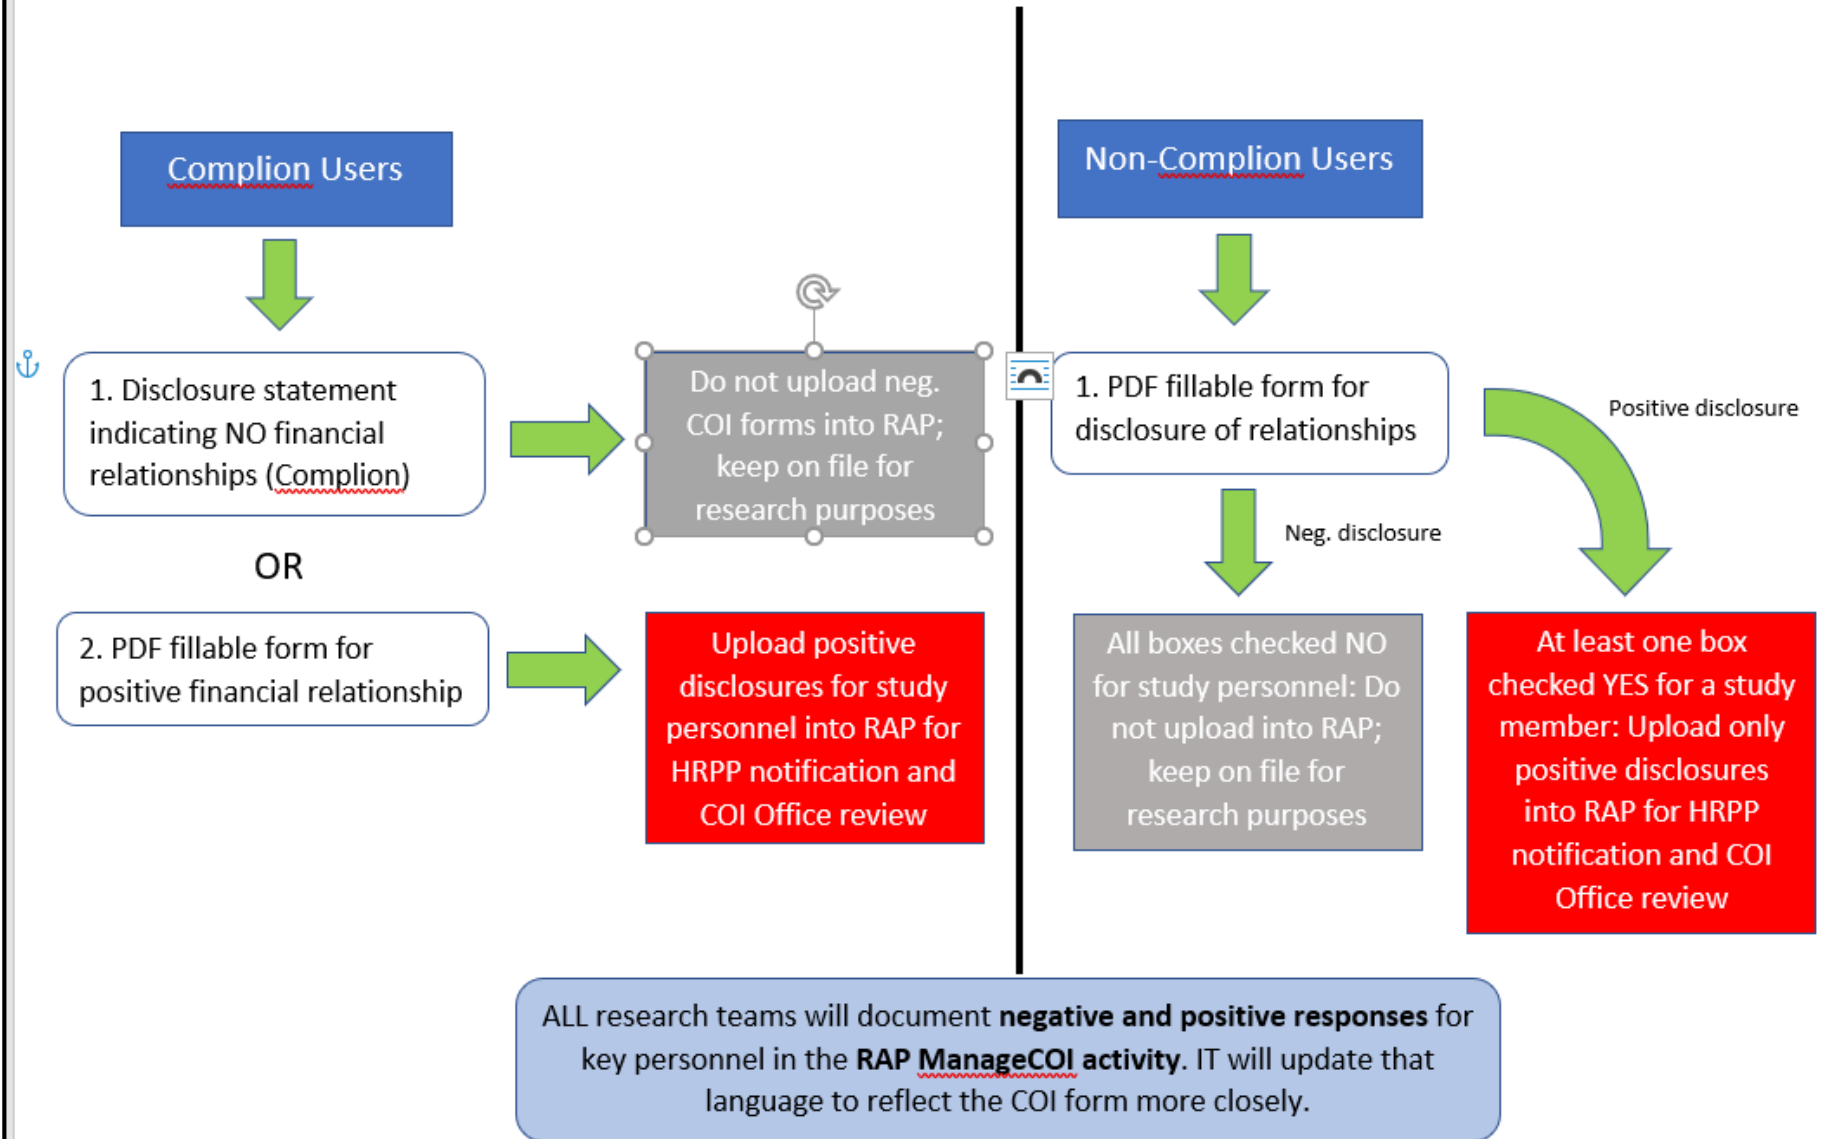 Complion Users
1. Disclosure statement
indicating NO financial
relationships (Complion)
Do not upload neg.
COI forms into RAP;
keep on file for
research purposes
OR
2. PDF fillable form for
positive financial relationship
Upload positive
disclosures for study
personnel into RAP for
HRPP notification and
COI Office review
Non-Complion Users
1. PDF fillable form for
disclosure of relationships
Positive disclosure
Neg. disclosure
All boxes checked NO
for study personnel: Do
not upload into RAP;
keep on file for
research purposes
At least one box
checked YES for a study
member: Upload only
positive disclosures
into RAP for HRPP
notification and COI
Office review
ALL research teams will document negative and positive responses for
key personnel in the RAP ManageCOI activity. IT will update that
language to reflect the COI form more closely.